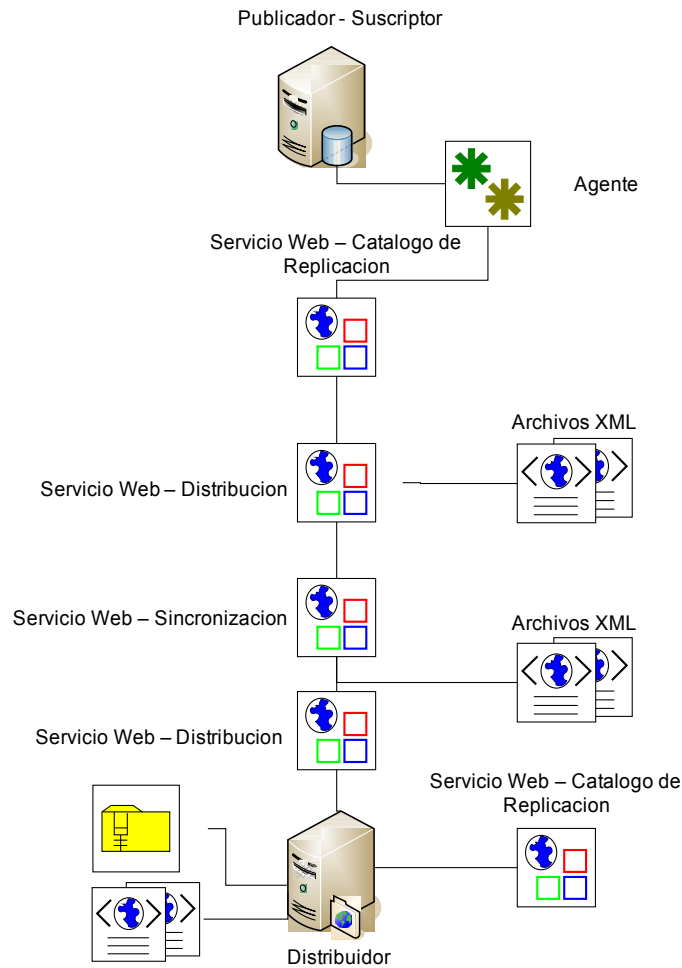 Publicador - Suscriptor
Agente
Servicio Web – Catalogo de
Replicacion
Archivos XML
Servicio Web – Distribucion
Servicio Web – Sincronizacion
Archivos XML
Servicio Web – Distribucion
Servicio Web – Catalogo de
Replicacion
Distribuidor